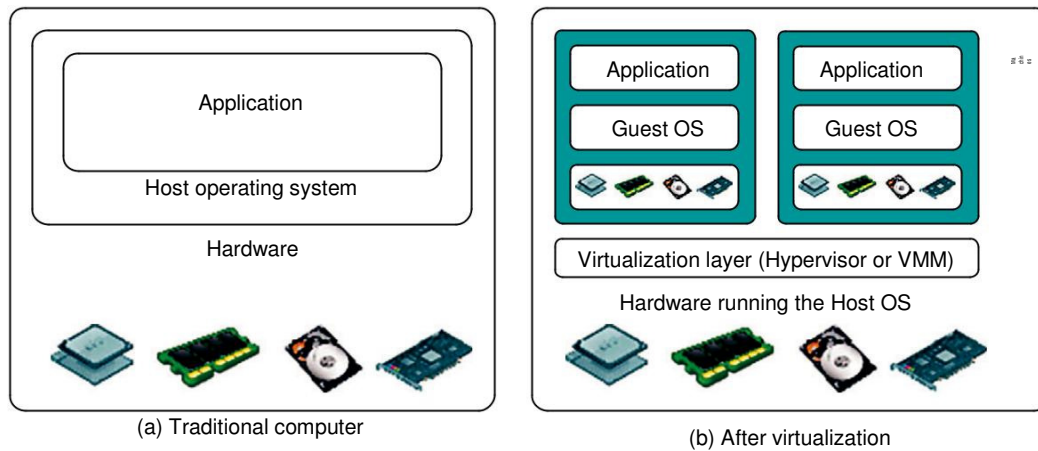 Application
Host operating system
Hardware
(a) Traditional computer
Application
Guest OS
Application
Guest OS
Virtualization layer (Hypervisor or VMM)
Hardware running the Host OS
(b) After virtualization